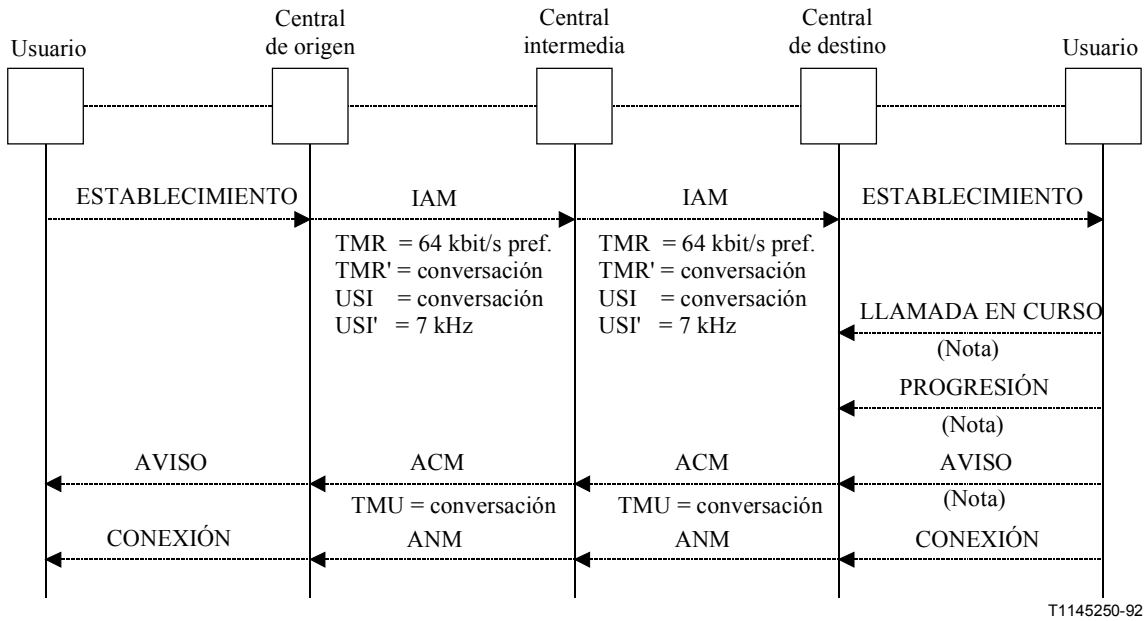 Usuario
Central
de origen
Central
intermedia
Central
de destino
Usuario
ESTABLECIMIENTO
IAM
IAM
ESTABLECIMIENTO
TMR = 64 kbit/s pref.
TMR' = conversación
USI = conversación
USI' = 7 kHz
TMR = 64 kbit/s pref.
TMR' = conversación
USI = conversación
USI' = 7 kHz
LLAMADA EN CURSO
(Nota)
PROGRESIÓN
(Nota)
AVISO
ACM
ACM
AVISO
TMU = conversación
TMU = conversación
(Nota)
CONEXIÓN
ANM
ANM
CONEXIÓN
T1145250-92